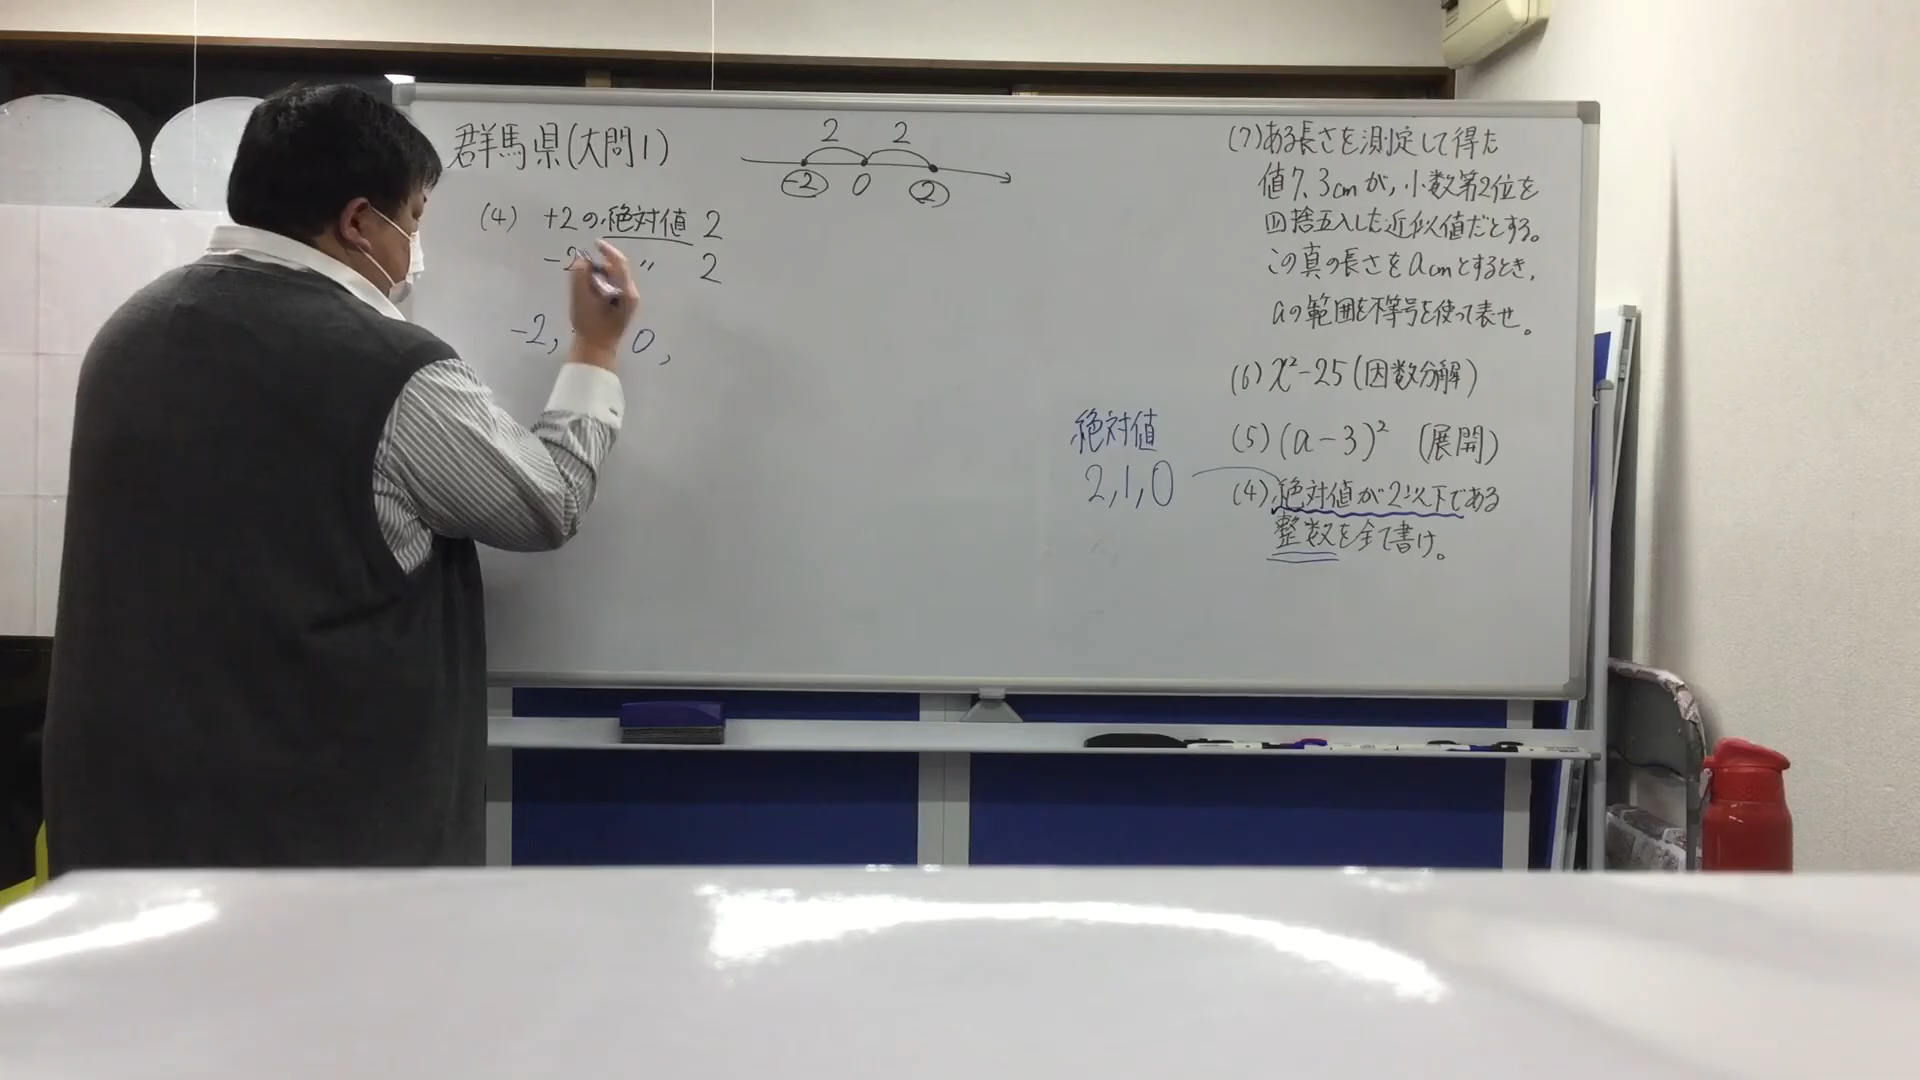 群馬県(大問1)
2 2
-2 0 2
(4) +2の絶対値 2
-2 〃 2
-2, 0,
(7)ある長さを測定して得た
値7.3cmが,小数第2位を
四捨五入した近似値だとする。
この真の長さをacmとするとき,
aの範囲を不等号を使って表せ。
(6) x²-25(因数分解)
(5) (a-3)² (展開)
(4) 絶対値が2以下である
整数を全て書け。
絶対値
2,1,0